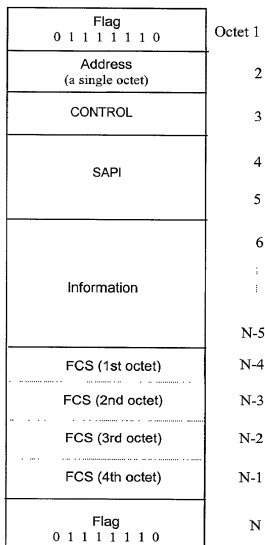 Flag
0 1 1 1 1 1 1 0
Octet 1
Address
(a single octet)
2
CONTROL
3
SAPI
4
5
6
Information
N-5
FCS (1st octet)
N-4
FCS (2nd octet)
N-3
FCS (3rd octet)
N-2
FCS (4th octet)
N-1
Flag
0 1 1 1 1 1 1 0
N